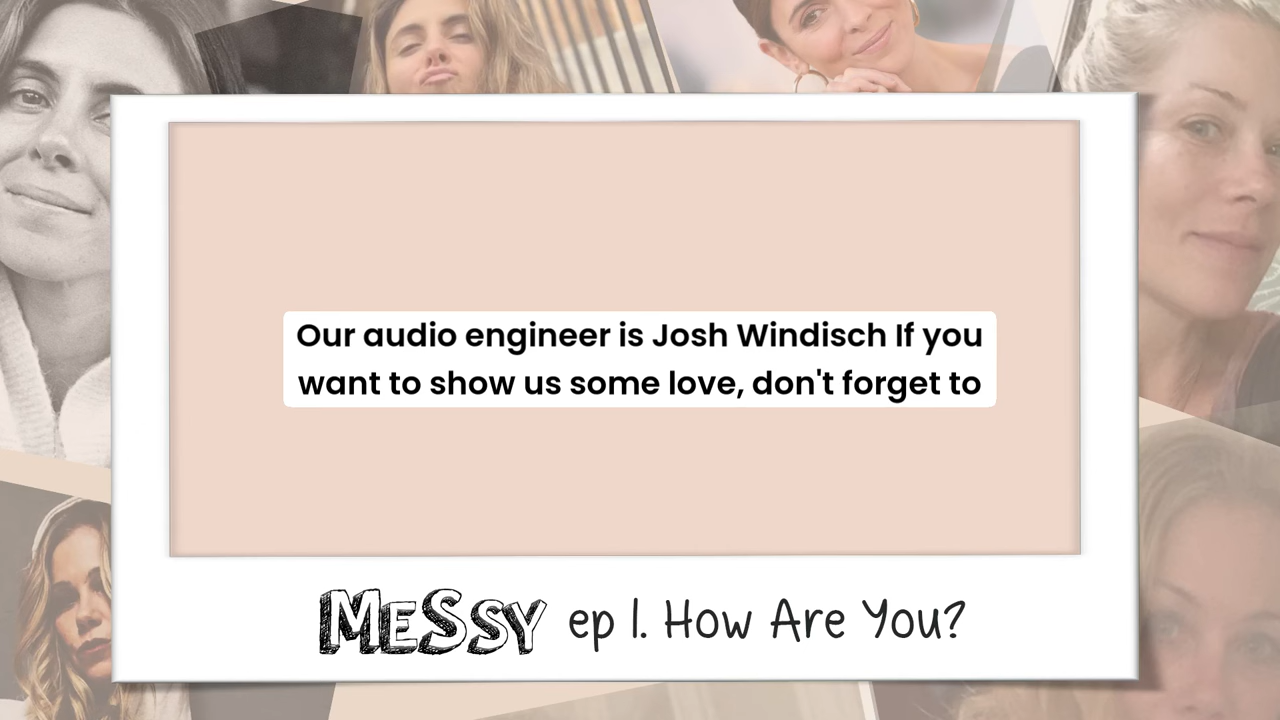 Our audio engineer is Josh Windisch If you
want to show us some love, don't forget to
MeSsy ep 1. How Are You?